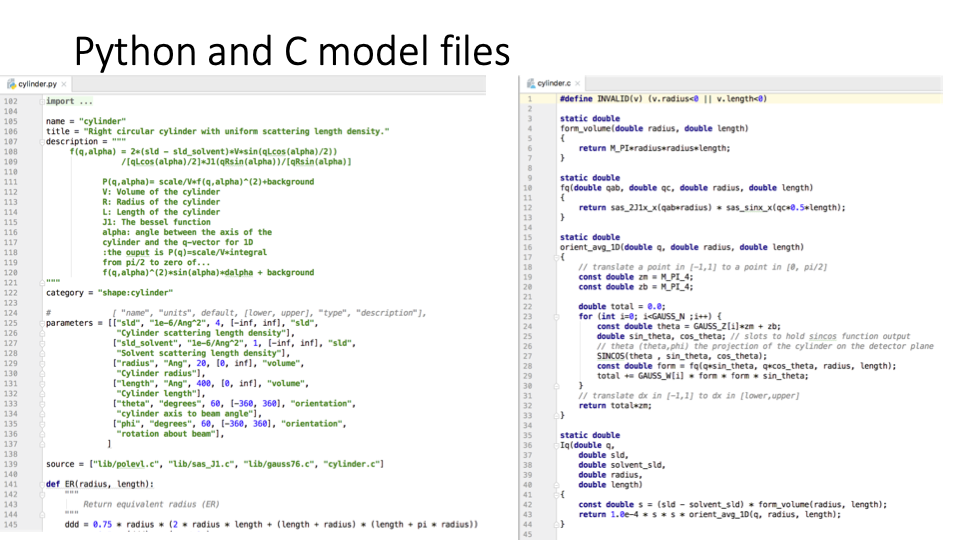 Python and C model files
cylinder.py
102 import ...
104
105 name = "cylinder"
106 title = "Right circular cylinder with uniform scattering length density."
107 description = """
108 f(q,alpha) = 2*(sld - sld_solvent)*V*sin(qLcos(alpha)/2))
109 /[qLcos(alpha)/2]*J1(qRsin(alpha))/[qRsin(alpha)]
110
111 P(q,alpha)= scale/V*f(q,alpha)^(2)+background
112 V: Volume of the cylinder
113 R: Radius of the cylinder
114 L: Length of the cylinder
115 J1: The bessel function
116 alpha: angle between the axis of the
117 cylinder and the q-vector for 1D
118 :the ouput is P(q)=scale/V*integral
119 from pi/2 to zero of...
120 f(q,alpha)^(2)*sin(alpha)*dalpha + background
121 """
122 category = "shape:cylinder"
123
124 # [ "name", "units", default, [lower, upper], "type", "description"],
125 parameters = [["sld", "1e-6/Ang^2", 4, [-inf, inf], "sld",
126 "Cylinder scattering length density"],
127 ["sld_solvent", "1e-6/Ang^2", 1, [-inf, inf], "sld",
128 "Solvent scattering length density"],
129 ["radius", "Ang", 20, [0, inf], "volume",
130 "Cylinder radius"],
131 ["length", "Ang", 400, [0, inf], "volume",
132 "Cylinder length"],
133 ["theta", "degrees", 60, [-360, 360], "orientation",
134 "cylinder axis to beam angle"],
135 ["phi", "degrees", 60, [-360, 360], "orientation",
136 "rotation about beam"],
137 ]
138
139 source = ["lib/polevl.c", "lib/sas_J1.c", "lib/gauss76.c", "cylinder.c"]
140
141 def ER(radius, length):
142 """
143 Return equivalent radius (ER)
144 """
145 ddd = 0.75 * radius * (2 * radius * length + (length + radius) * (length + pi * radius))
cylinder.c
1 #define INVALID(v) (v.radius<0 || v.length<0)
2
3 static double
4 form_volume(double radius, double length)
5 {
6 return M_PI*radius*radius*length;
7 }
8
9 static double
10 fq(double qab, double qc, double radius, double length)
11 {
12 return sas_2J1x_x(qab*radius) * sas_sinx_x(qc*0.5*length);
13 }
14
15 static double
16 orient_avg_1D(double q, double radius, double length)
17 {
18 // translate a point in [-1,1] to a point in [0, pi/2]
19 const double zm = M_PI_4;
20 const double zb = M_PI_4;
21
22 double total = 0.0;
23 for (int i=0; i<GAUSS_N ;i++) {
24 const double theta = GAUSS_Z[i]*zm + zb;
25 double sin_theta, cos_theta; // slots to hold sincos function output
26 // theta (theta,phi) the projection of the cylinder on the detector plane
27 SINCOS(theta , sin_theta, cos_theta);
28 const double form = fq(q*sin_theta, q*cos_theta, radius, length);
29 total += GAUSS_W[i] * form * form * sin_theta;
30 }
31 // translate dx in [-1,1] to dx in [lower,upper]
32 return total*zm;
33 }
34
35 static double
36 Iq(double q,
37 double sld,
38 double solvent_sld,
39 double radius,
40 double length)
41 {
42 const double s = (sld - solvent_sld) * form_volume(radius, length);
43 return 1.0e-4 * s * s * orient_avg_1D(q, radius, length);
44 }
45